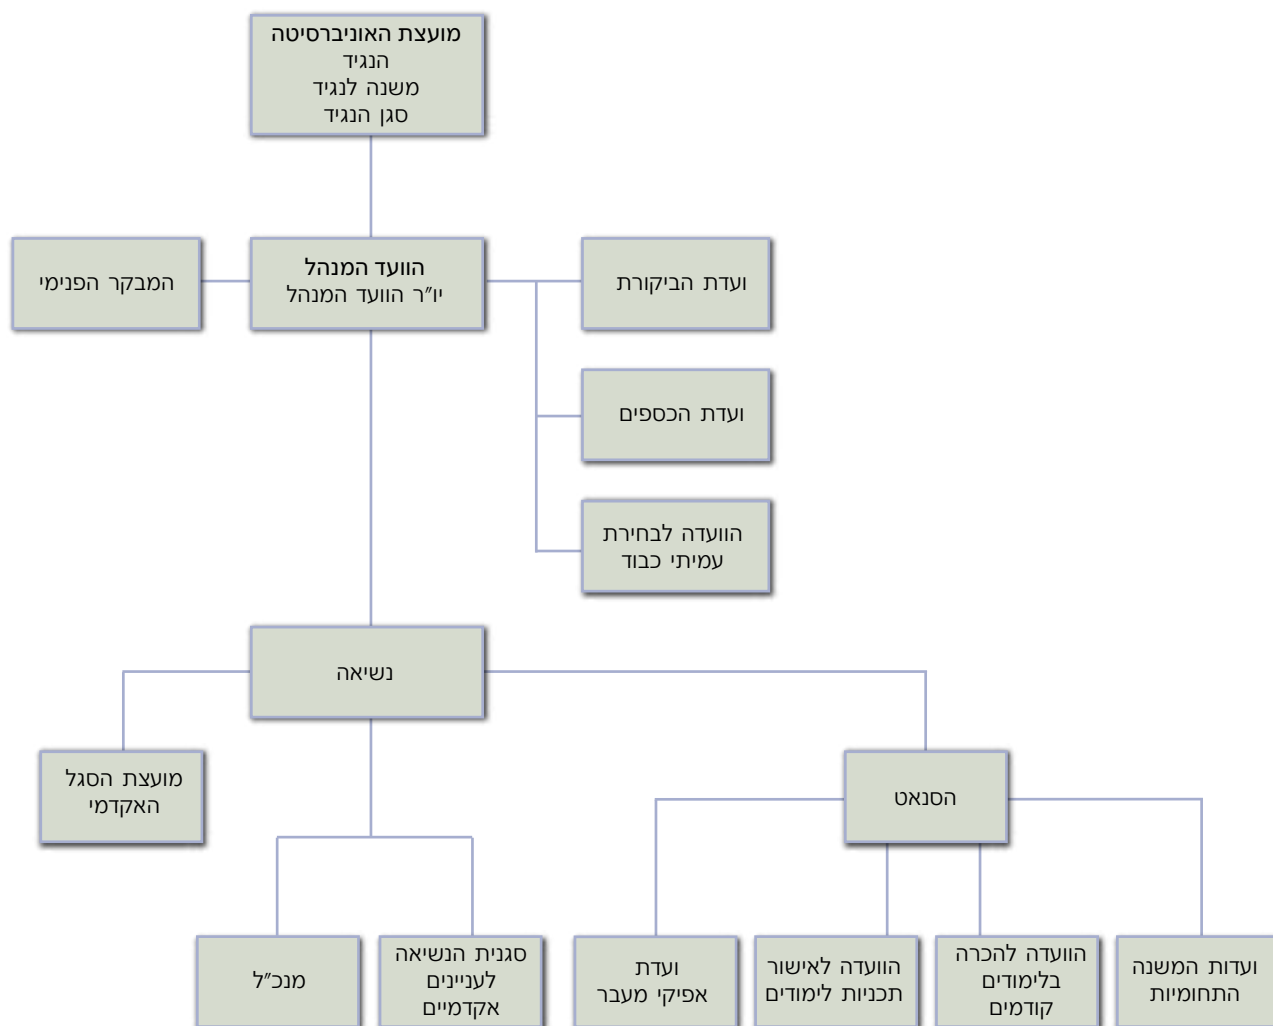 מועצת האוניברסיטה
הנגיד
משנה לנגיד
סגן הנגיד
ועדת הביקורת
הוועד המנהל
יו"ר הוועד המנהל
המבקר הפנימי
ועדת הכספים
הוועדה לבחירת
עמיתי כבוד
נשיאה
הסנאט
מועצת הסגל
האקדמי
ועדות המשנה
התחומיות
הוועדה להכרה
בלימודים
קודמים
הוועדה לאישור
תכניות לימודים
ועדת
אפיקי מעבר
סגנית הנשיאה
לעניינים
אקדמיים
מנכ"ל